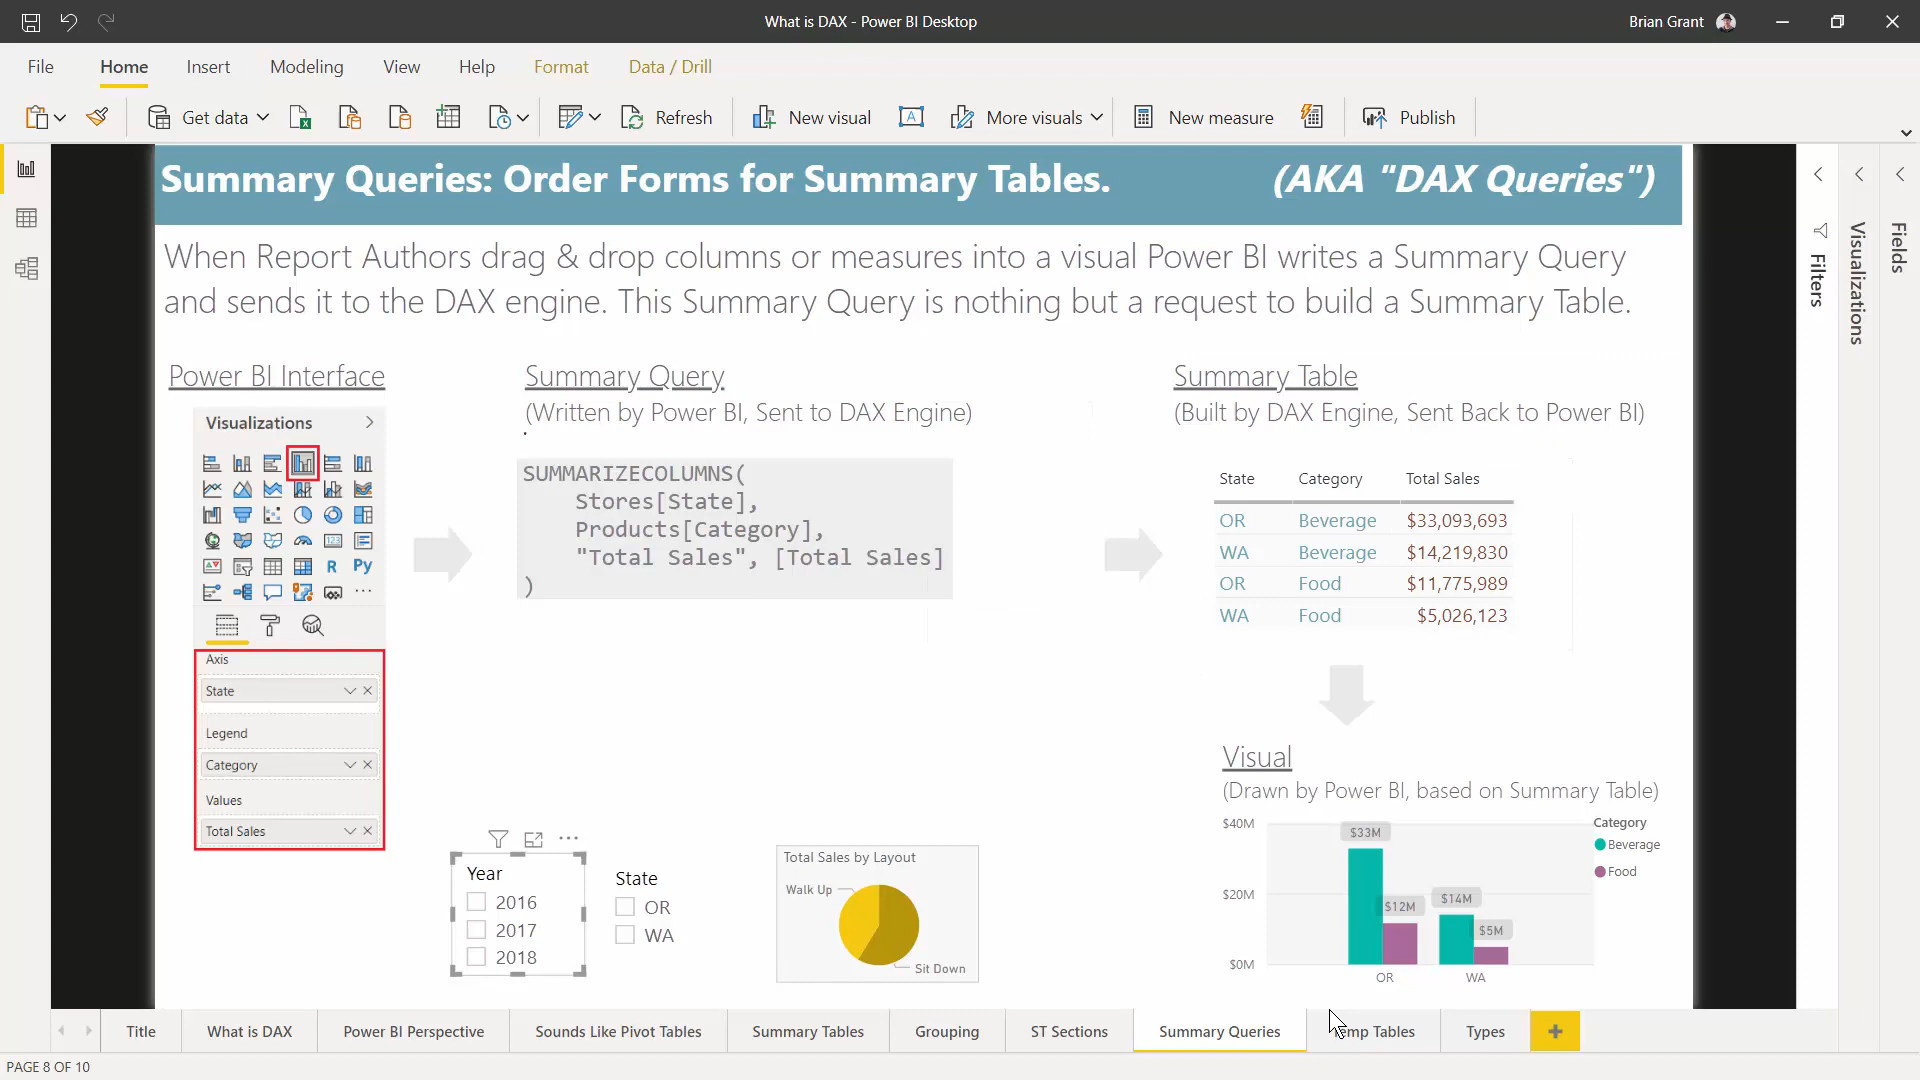 What is DAX - Power BI Desktop
Brian Grant
File
Home
Insert
Modeling
View
Help
Format
Data / Drill
Get data
Refresh
New visual
More visuals
New measure
Publish
Summary Queries: Order Forms for Summary Tables.
(AKA "DAX Queries")
When Report Authors drag & drop columns or measures into a visual Power BI writes a Summary Query
and sends it to the DAX engine. This Summary Query is nothing but a request to build a Summary Table.
Power BI Interface
Visualizations
R
Py
Axis
State
Legend
Category
Values
Total Sales
Summary Query
(Written by Power BI, Sent to DAX Engine)
SUMMARIZECOLUMNS(
Stores[State],
Products[Category],
"Total Sales", [Total Sales]
)
Summary Table
(Built by DAX Engine, Sent Back to Power BI)
State Category Total Sales
OR Beverage $33,093,693
WA Beverage $14,219,830
OR Food $11,775,989
WA Food $5,026,123
Visual
(Drawn by Power BI, based on Summary Table)
$40M
$20M
$0M
$33M
$12M
$14M
$5M
OR
WA
Category
Beverage
Food
Year
2016
2017
2018
State
OR
WA
Total Sales by Layout
Walk Up
Sit Down
Filters
Visualizations
Fields
Title
What is DAX
Power BI Perspective
Sounds Like Pivot Tables
Summary Tables
Grouping
ST Sections
Summary Queries
Temp Tables
Types
PAGE 8 OF 10